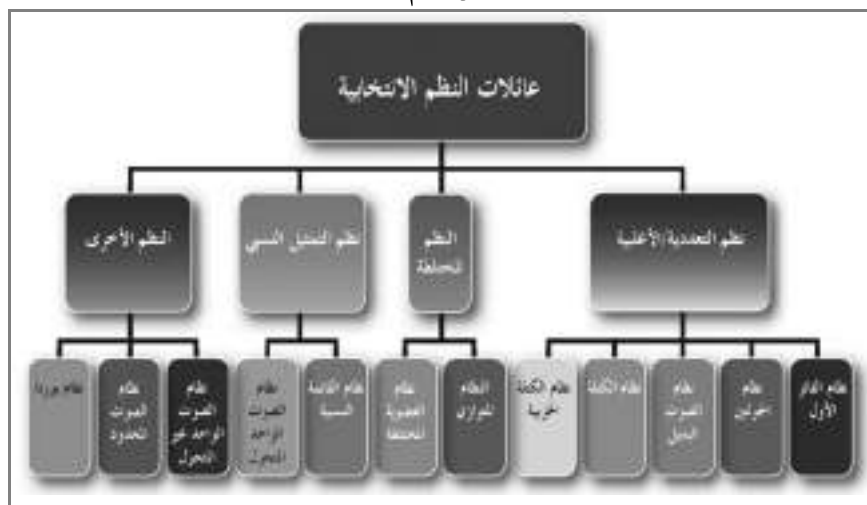 عائلات النظم الانتخابية
نظم التعددية/الأغلبية
النظم
المختلطة
نظم التمثيل النسبي
النظم الأخرى
نظام الفائز
الأول
نظام
الجولتين
نظام
الصوت
البديل
نظام الكتلة
نظام الكتلة
الحزبية
النظام
المتوازي
نظام
العضوية
المختلطة
نظام القائمة
النسبية
نظام
الصوت
الواحد
المتحول
نظام
الصوت
الواحد غير
المتحول
نظام
الصوت
المحدود
نظام بوردا